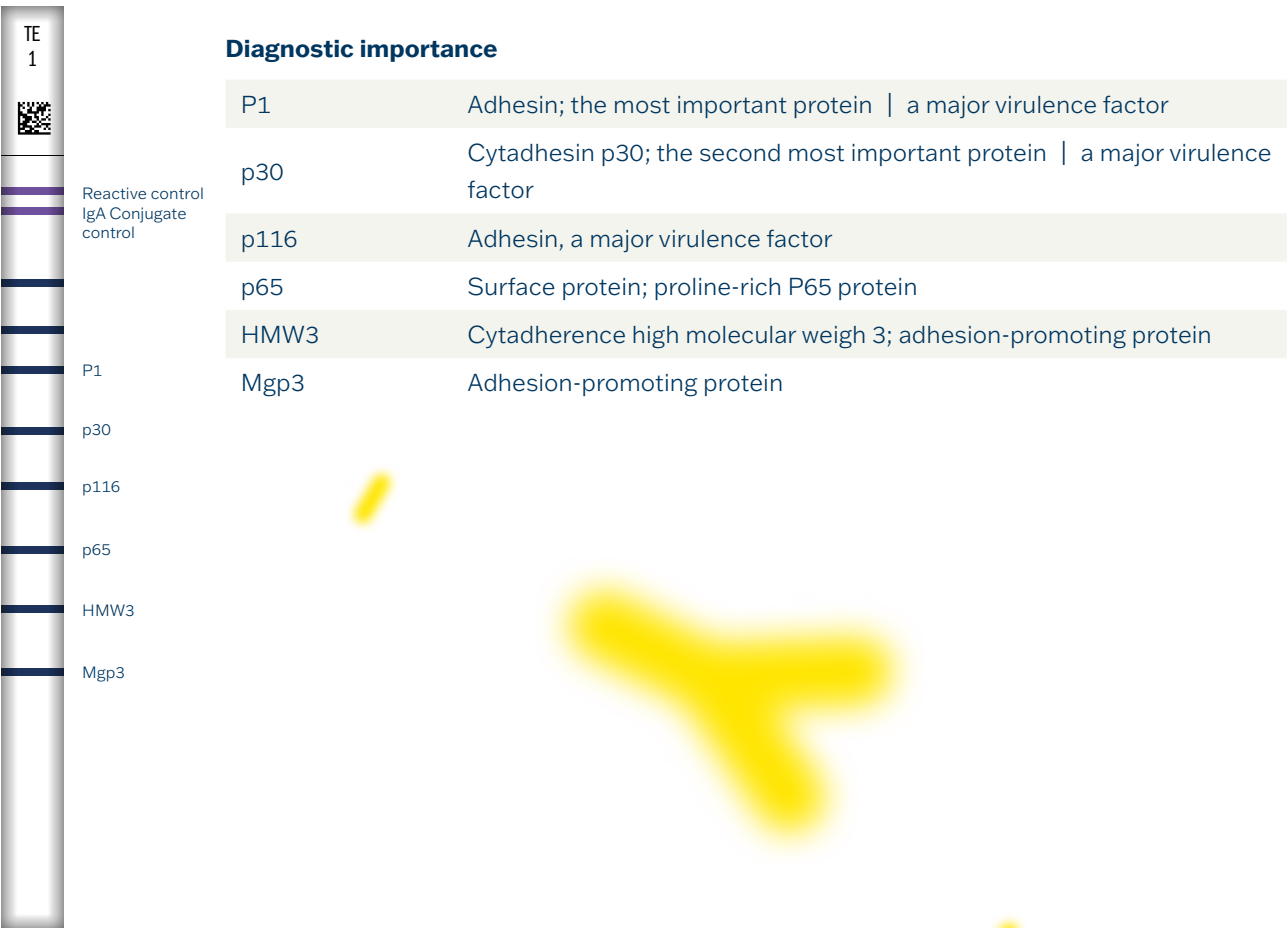 TE
1
Reactive control
IgA Conjugate
control
P1
p30
p116
p65
HMW3
Mgp3
Diagnostic importance
P1 Adhesin; the most important protein | a major virulence factor
p30 Cytadhesin p30; the second most important protein | a major virulence
factor
p116 Adhesin, a major virulence factor
p65 Surface protein; proline-rich P65 protein
HMW3 Cytadherence high molecular weigh 3; adhesion-promoting protein
Mgp3 Adhesion-promoting protein